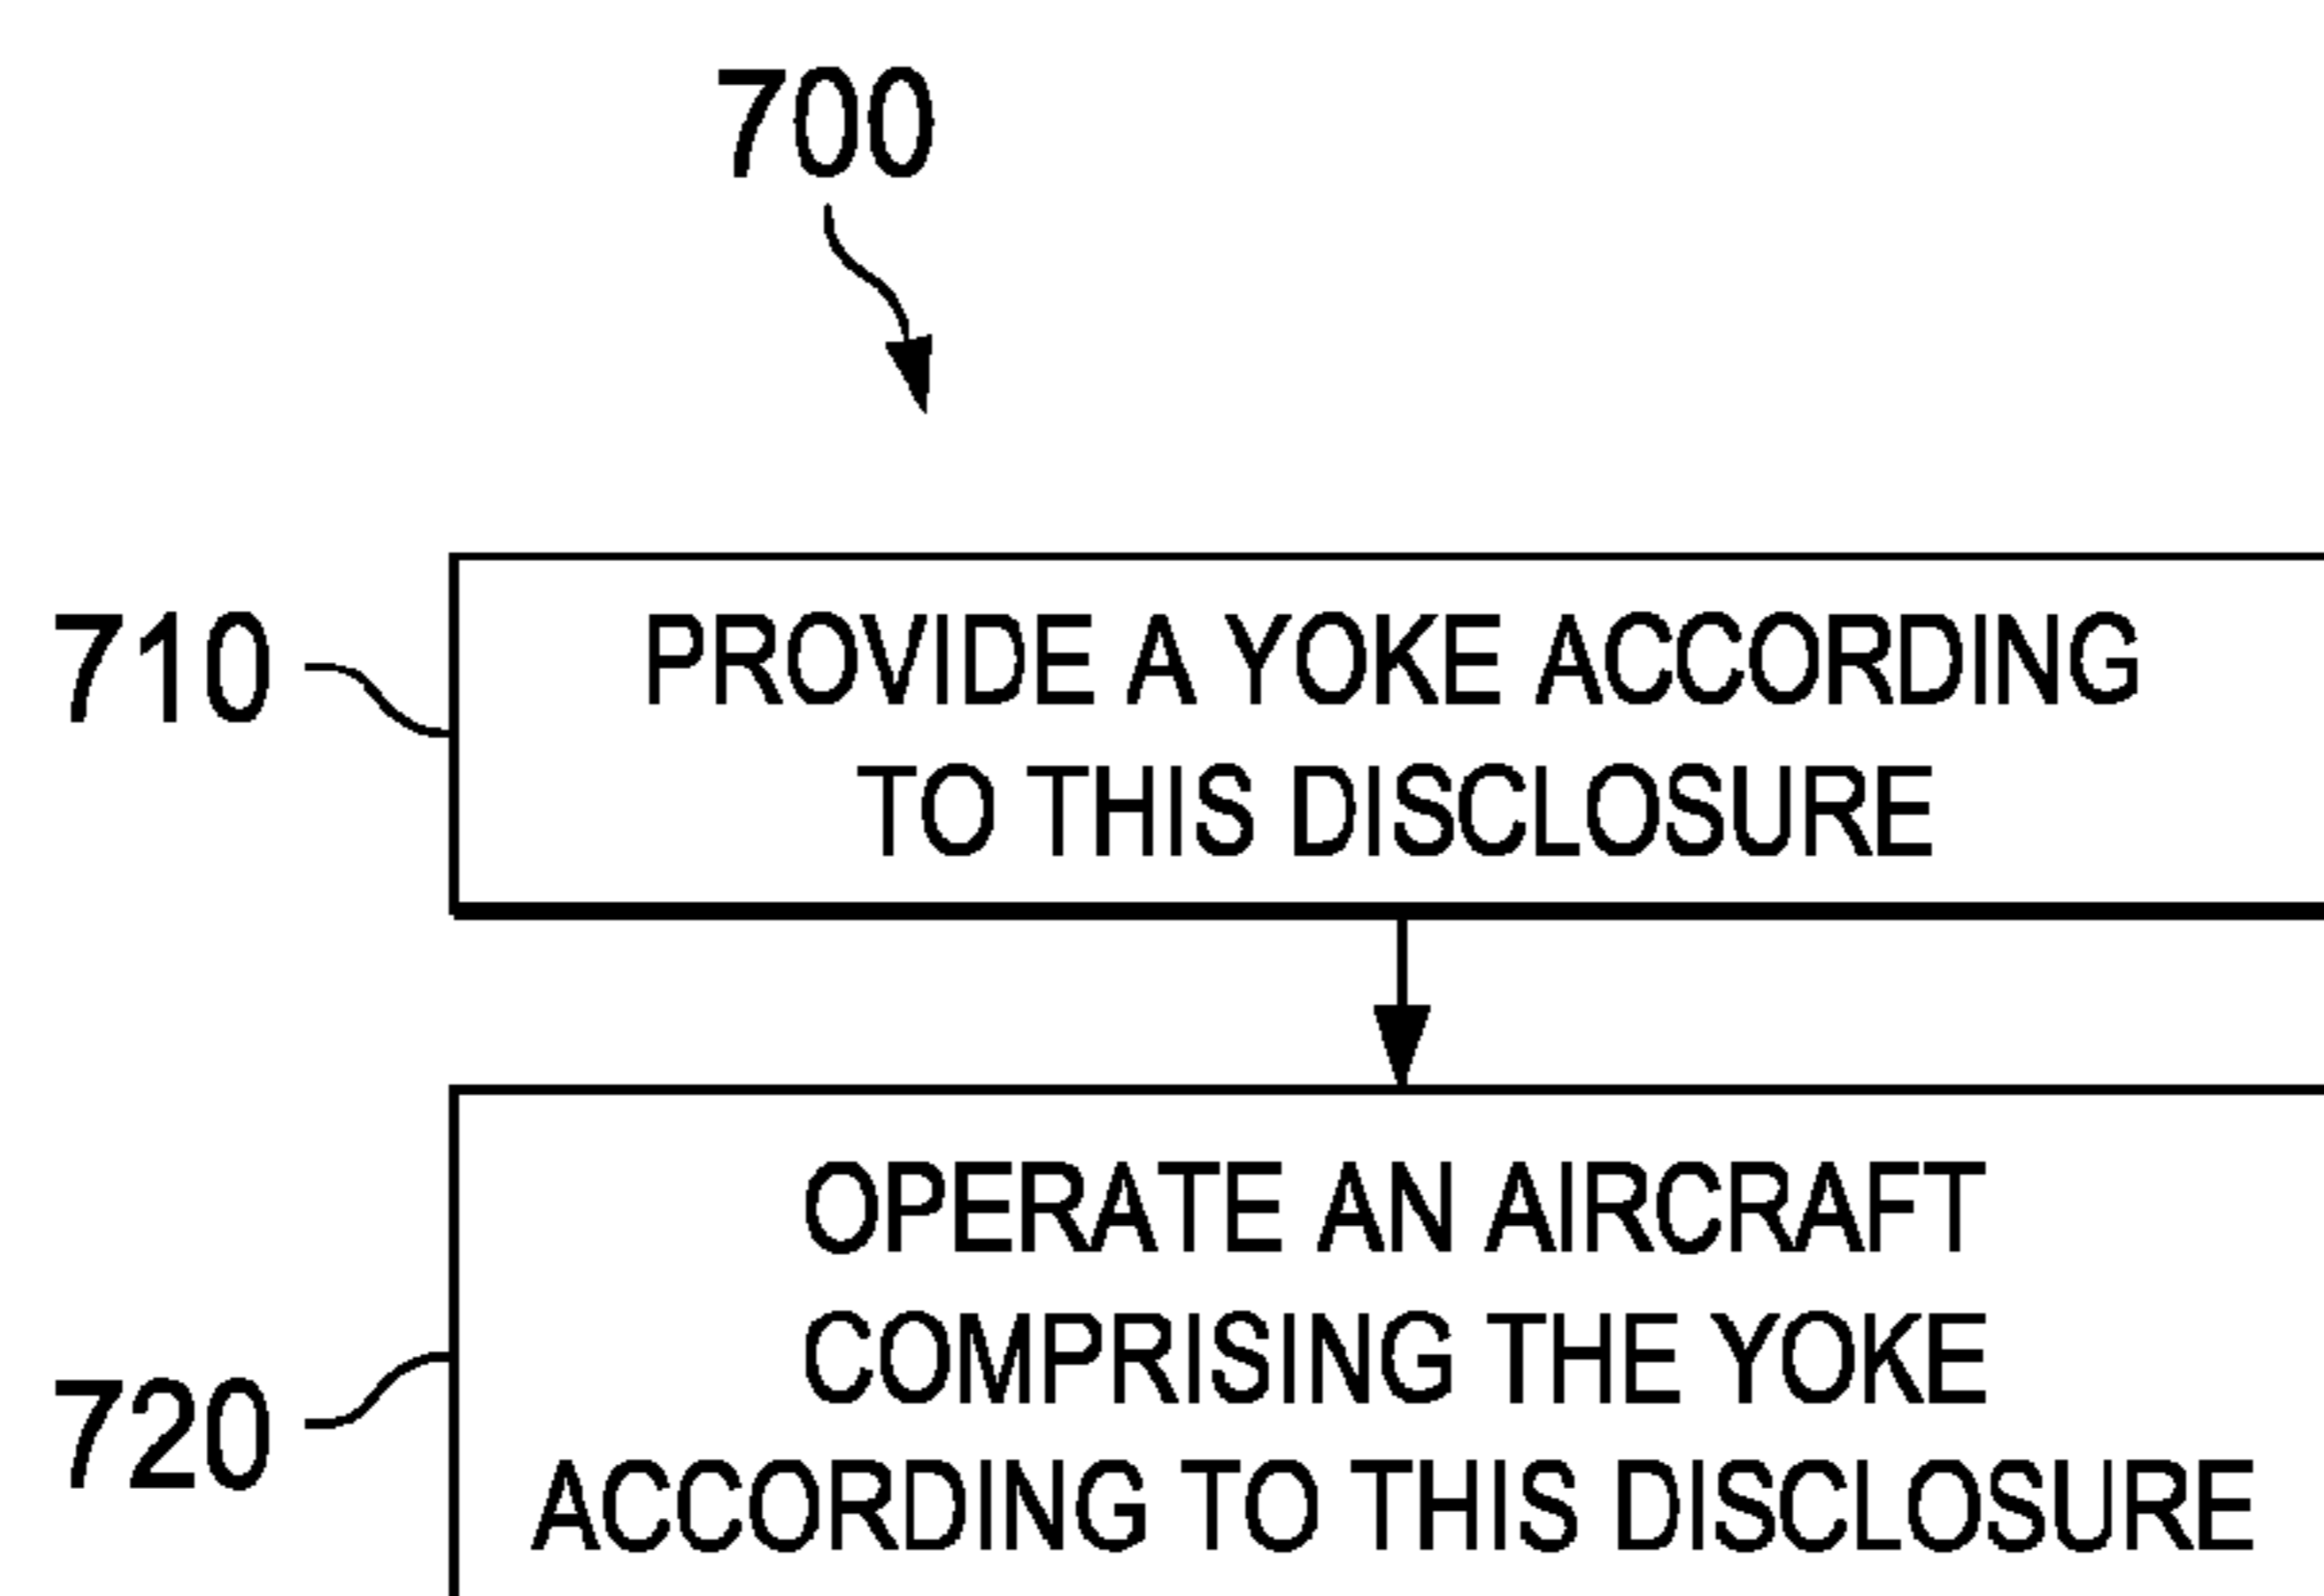 700
710
PROVIDE A YOKE ACCORDING
TO THIS DISCLOSURE
OPERATE AN AIRCRAFT
COMPRISING THE YOKE
720
ACCORDING TO THIS DISCLOSURE